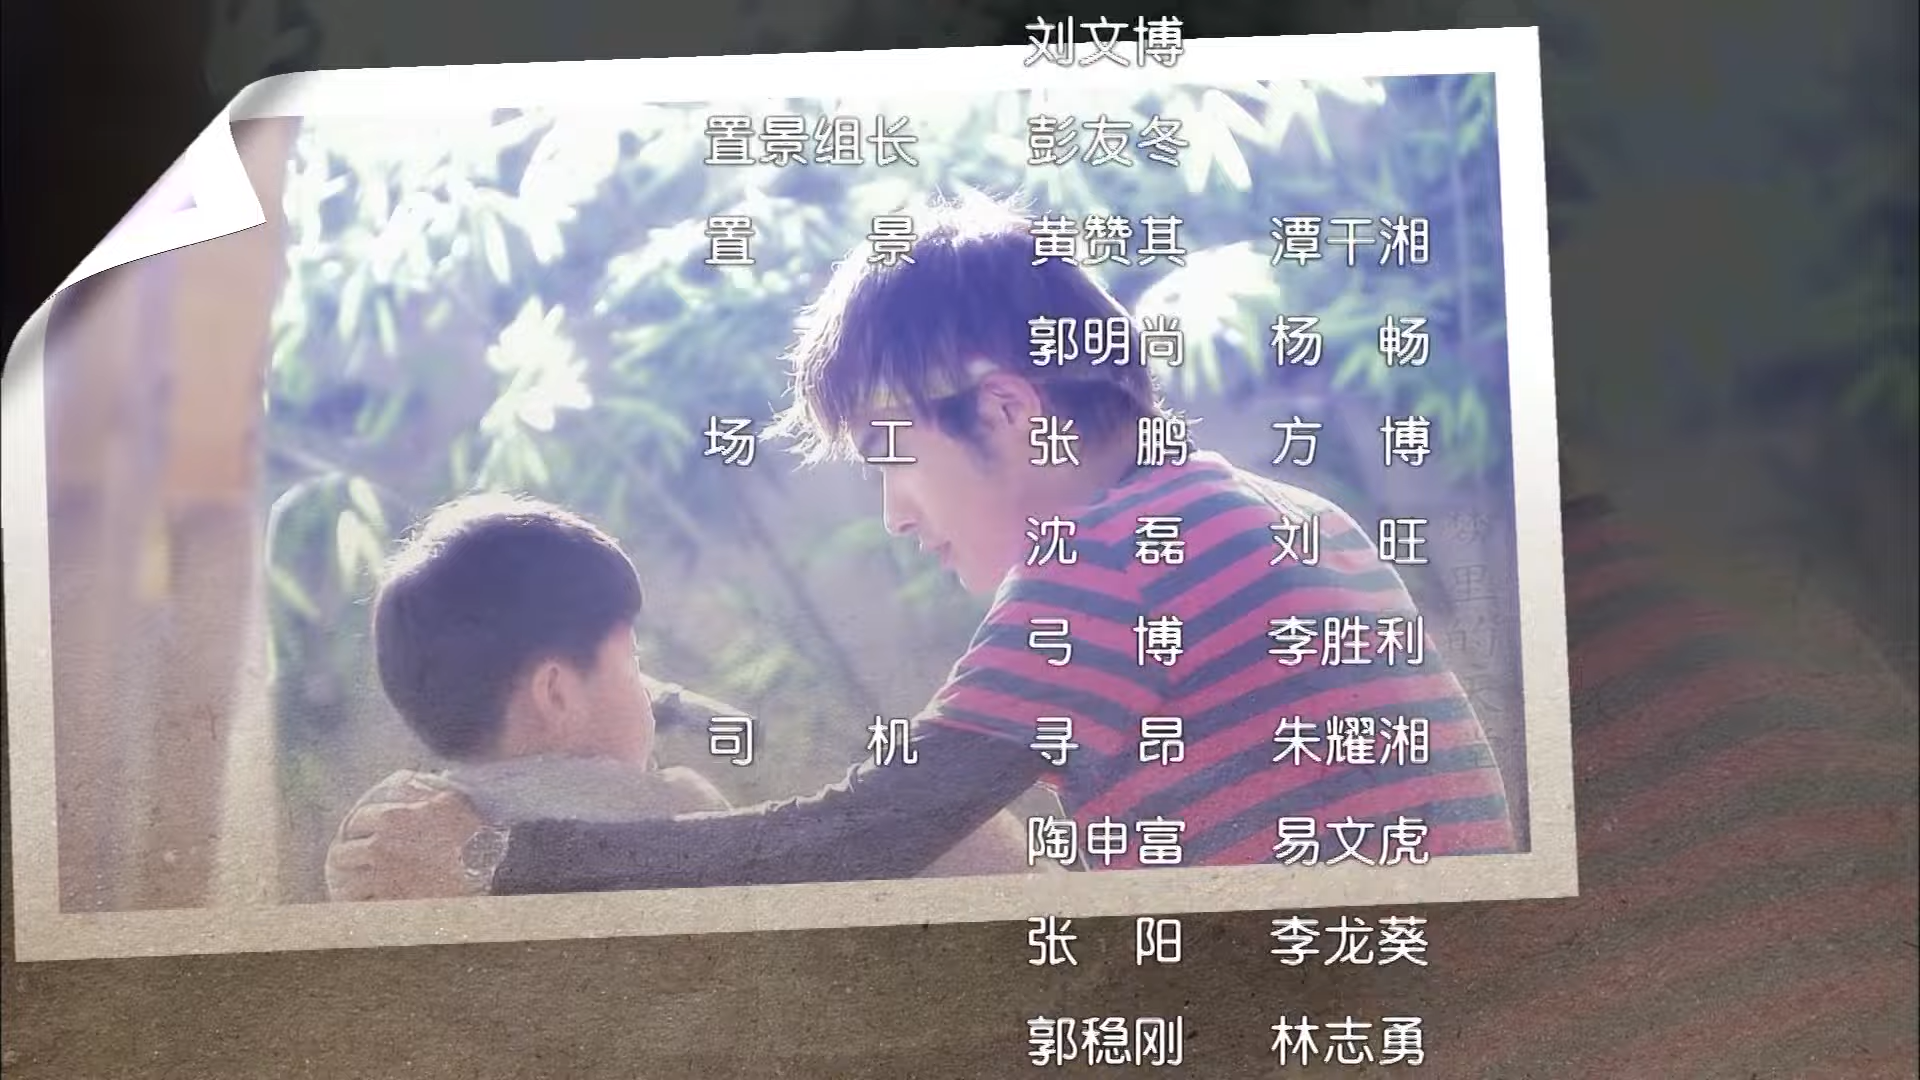 刘文博
置景组长 彭友冬
置景 黄赞其 潭干湘
郭明尚 杨畅
场工 张鹏 方博
沈磊 刘旺
弓博 李胜利
司机 寻昂 朱耀湘
陶申富 易文虎
张阳 李龙葵
郭稳刚 林志勇